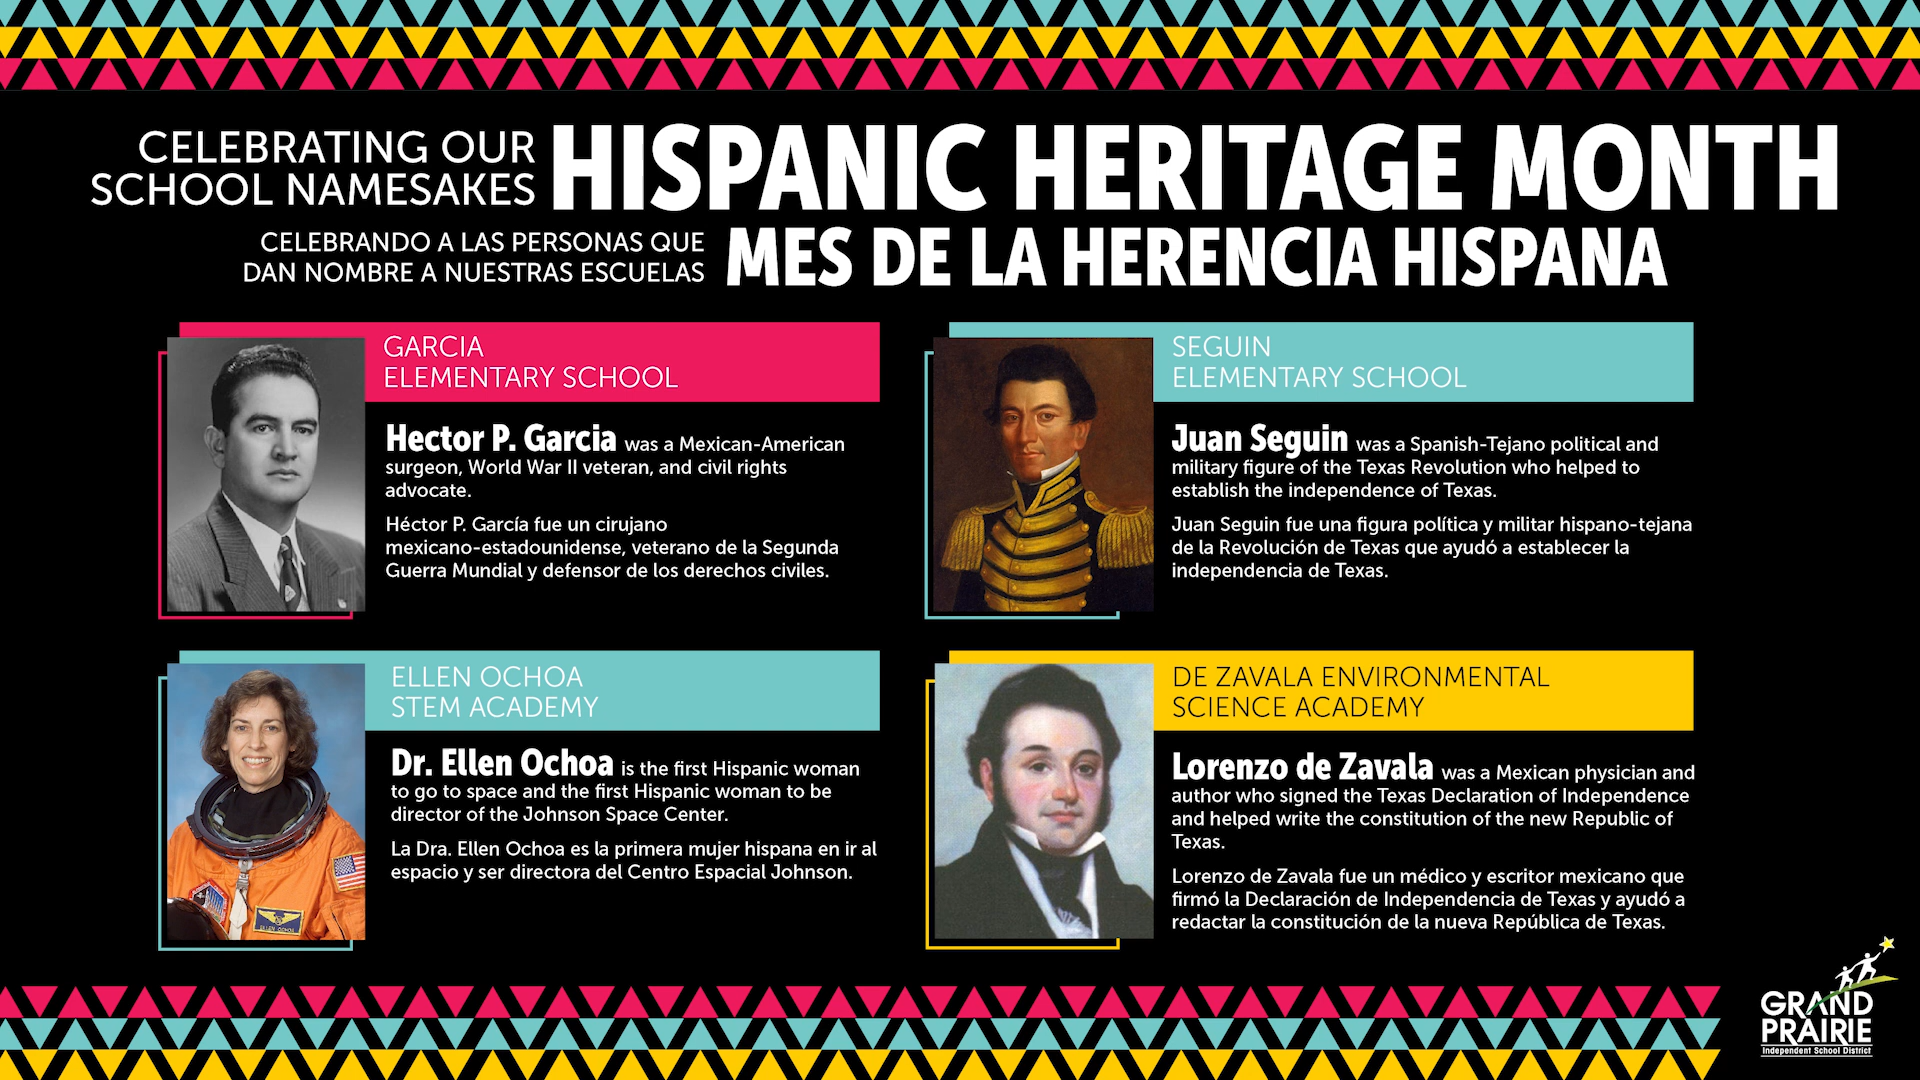 CELEBRATING OUR
SCHOOL NAMESAKES
HISPANIC HERITAGE MONTH
CELEBRANDO A LAS PERSONAS QUE
DAN NOMBRE A NUESTRAS ESCUELAS
MES DE LA HERENCIA HISPANA
GARCIA
ELEMENTARY SCHOOL
Hector P. Garcia was a Mexican-American
surgeon, World War II veteran, and civil rights
advocate.
Héctor P. García fue un cirujano
mexicano-estadounidense, veterano de la Segunda
Guerra Mundial y defensor de los derechos civiles.
SEGUIN
ELEMENTARY SCHOOL
Juan Seguin was a Spanish-Tejano political and
military figure of the Texas Revolution who helped to
establish the independence of Texas.
Juan Seguin fue una figura política y militar hispano-tejana
de la Revolución de Texas que ayudó a establecer la
independencia de Texas.
ELLEN OCHOA
STEM ACADEMY
Dr. Ellen Ochoa is the first Hispanic woman
to go to space and the first Hispanic woman to be
director of the Johnson Space Center.
La Dra. Ellen Ochoa es la primera mujer hispana en ir al
espacio y ser directora del Centro Espacial Johnson.
ELLEN OCHOA
DE ZAVALA ENVIRONMENTAL
SCIENCE ACADEMY
Lorenzo de Zavala was a Mexican physician and
author who signed the Texas Declaration of Independence
and helped write the constitution of the new Republic of
Texas.
Lorenzo de Zavala fue un médico y escritor mexicano que
firmó la Declaración de Independencia de Texas y ayudó a
redactar la constitución de la nueva República de Texas.
GRAND
PRAIRIE
Independent School District